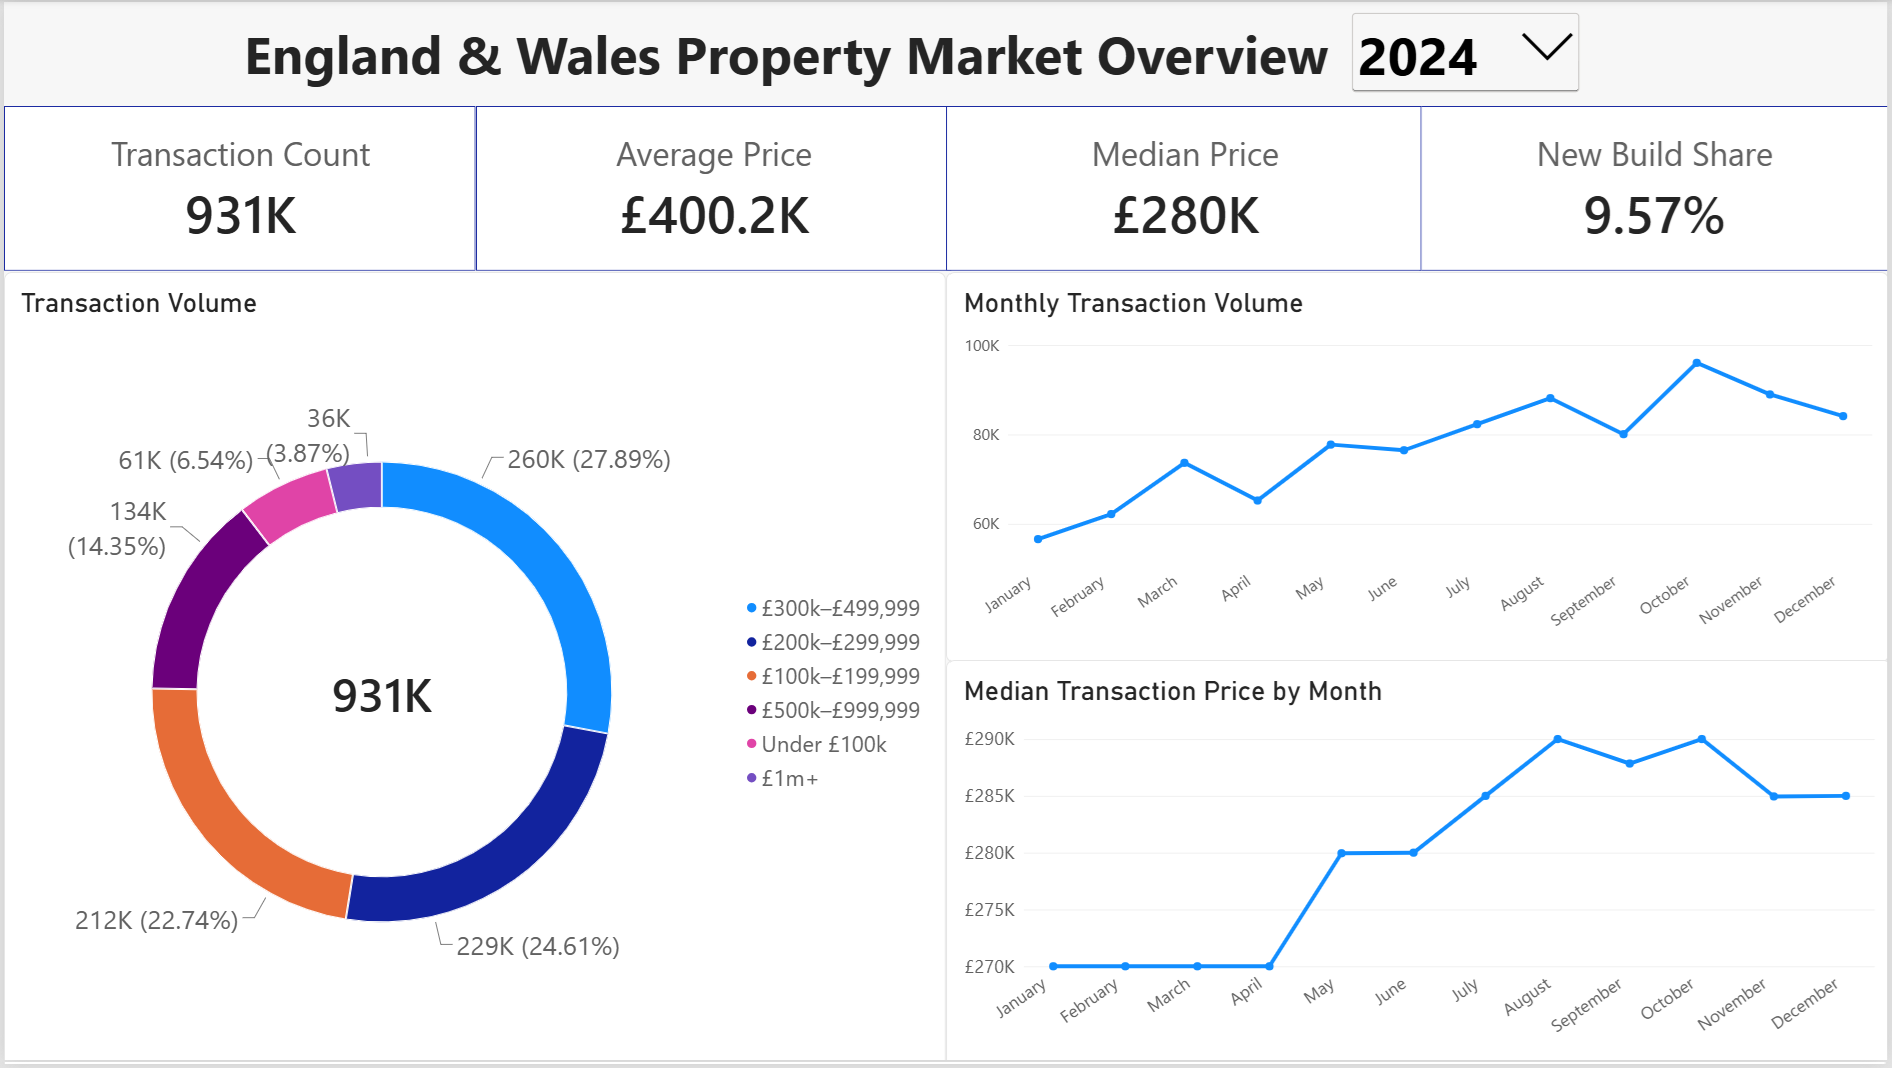 England & Wales Property Market Overview
2024
Transaction Count
931K
Average Price
£400.2K
Median Price
£280K
New Build Share
9.57%
Transaction Volume
36K
(3.87%)
61K (6.54%)
260K (27.89%)
134K
(14.35%)
931K
212K (22.74%)
229K (24.61%)
£300k–£499,999
£200k–£299,999
£100k–£199,999
£500k–£999,999
Under £100k
£1m+
Monthly Transaction Volume
100K
80K
60K
January
February
March
April
May
June
July
August
September
October
November
December
Median Transaction Price by Month
£290K
£285K
£280K
£275K
£270K
January
February
March
April
May
June
July
August
September
October
November
December